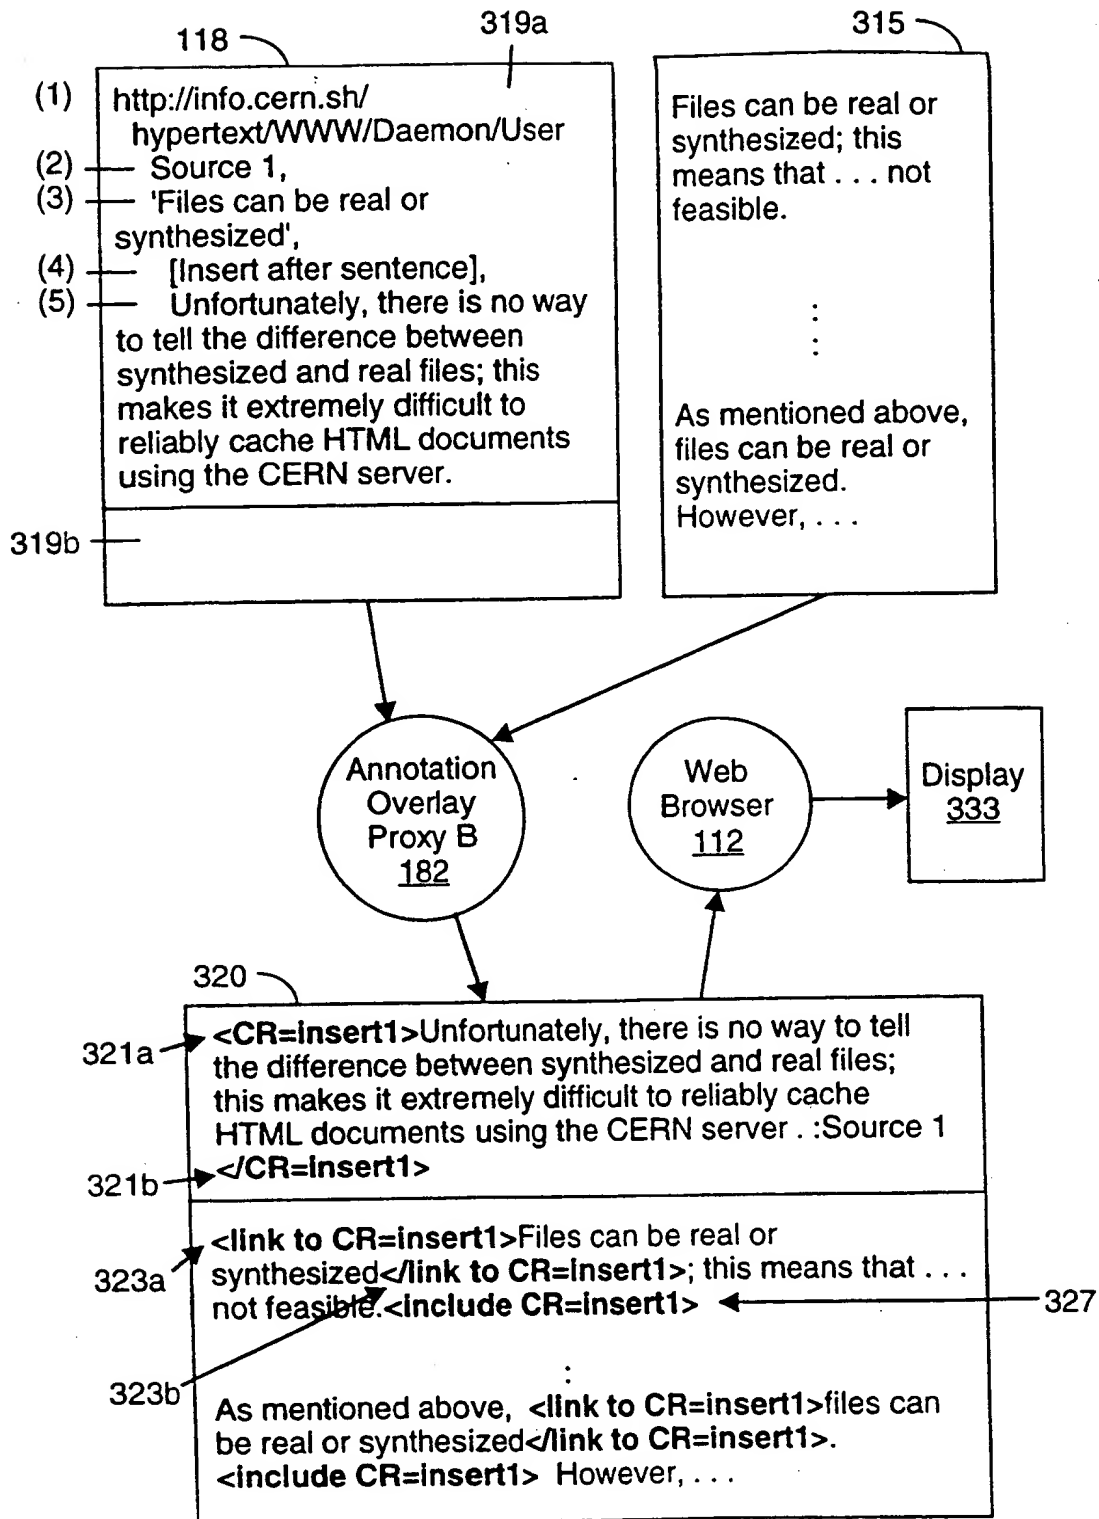 118
319a
315
(1)
http://info.cern.sh/
hypertext/WWW/Daemon/User
(2)
Source 1,
(3)
'Files can be real or
synthesized',
(4)
[Insert after sentence],
(5)
Unfortunately, there is no way
to tell the difference between
synthesized and real files; this
makes it extremely difficult to
reliably cache HTML documents
using the CERN server.
319b
Files can be real or
synthesized; this
means that . . . not
feasible.
As mentioned above,
files can be real or
synthesized.
However, . . .
Annotation
Overlay
Proxy B
182
Web
Browser
112
Display
333
320
321a
<CR=insert1>Unfortunately, there is no way to tell
the difference between synthesized and real files;
this makes it extremely difficult to reliably cache
HTML documents using the CERN server . :Source 1
321b
</CR=insert1>
323a
<link to CR=insert1>Files can be real or
synthesized</link to CR=insert1>; this means that . . .
not feasible.<include CR=insert1>
327
323b
As mentioned above, <link to CR=insert1>files can
be real or synthesized</link to CR=insert1>.
<include CR=insert1> However, . . .